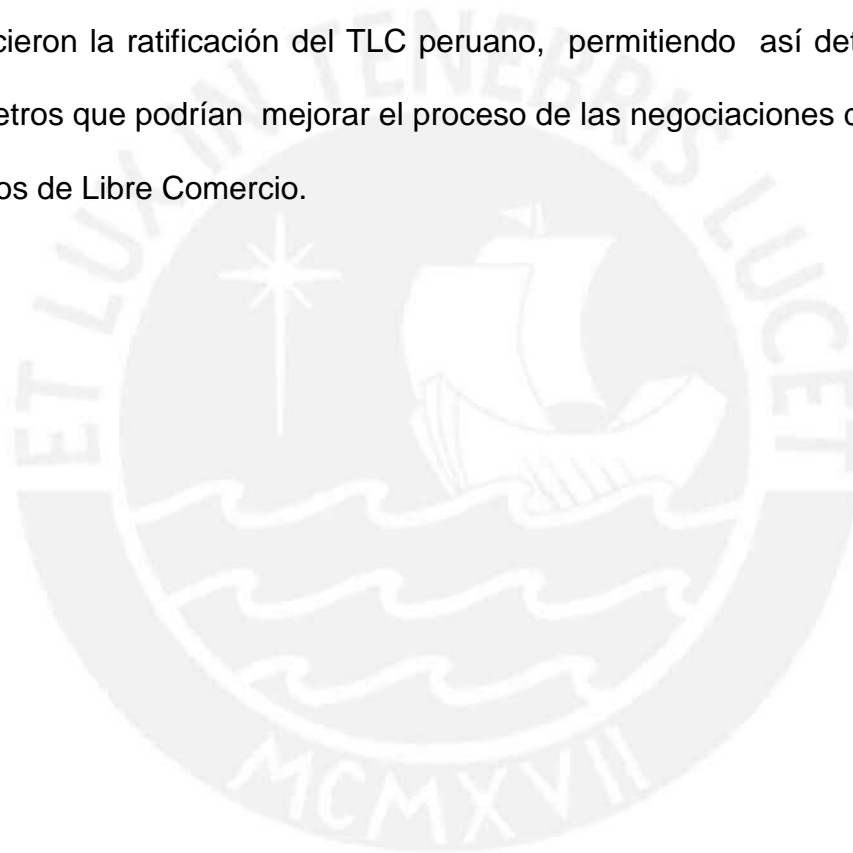 cieron la ratificación del TLC peruano, permitiendo así det
etros que podrían mejorar el proceso de las negociaciones
os de Libre Comercio.
ET LUX IN TENEBRIS LUCET
MCMXVII